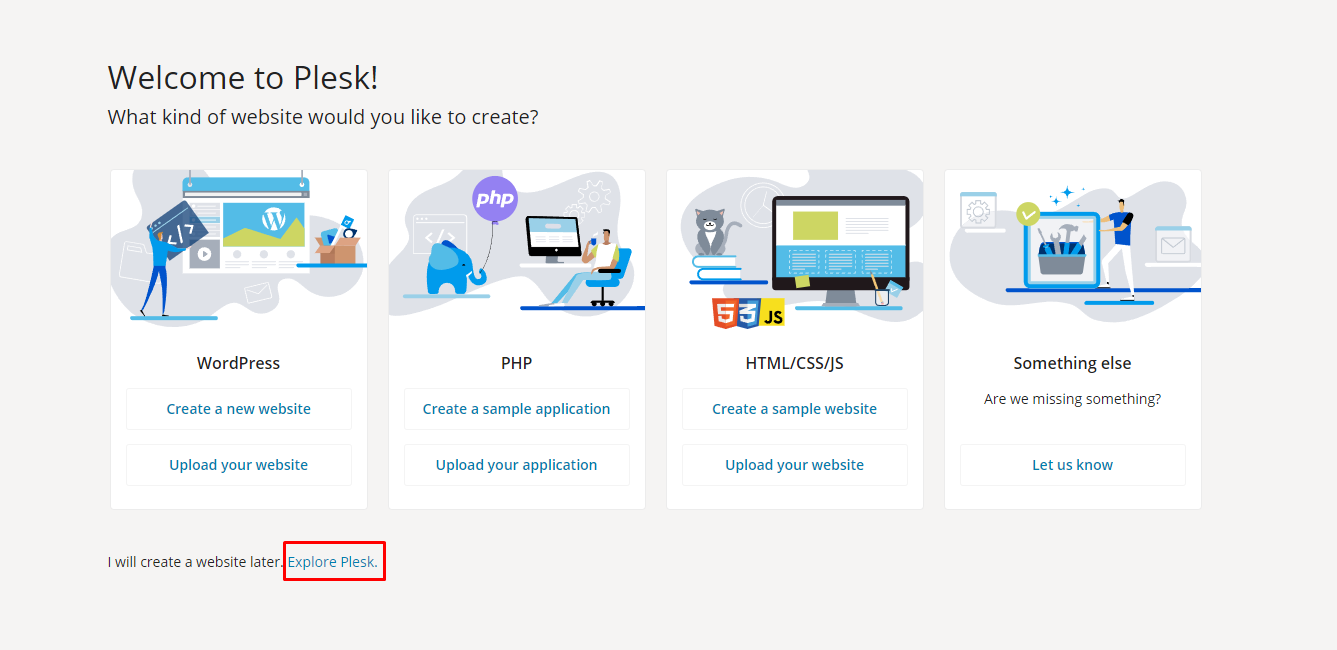 Welcome to Plesk!
What kind of website would you like to create?
php
</>
</>
5 3 JS
WordPress
PHP
HTML/CSS/JS
Something else
Create a new website
Create a sample application
Create a sample website
Are we missing something?
Upload your website
Upload your application
Upload your website
Let us know
I will create a website later. Explore Plesk.